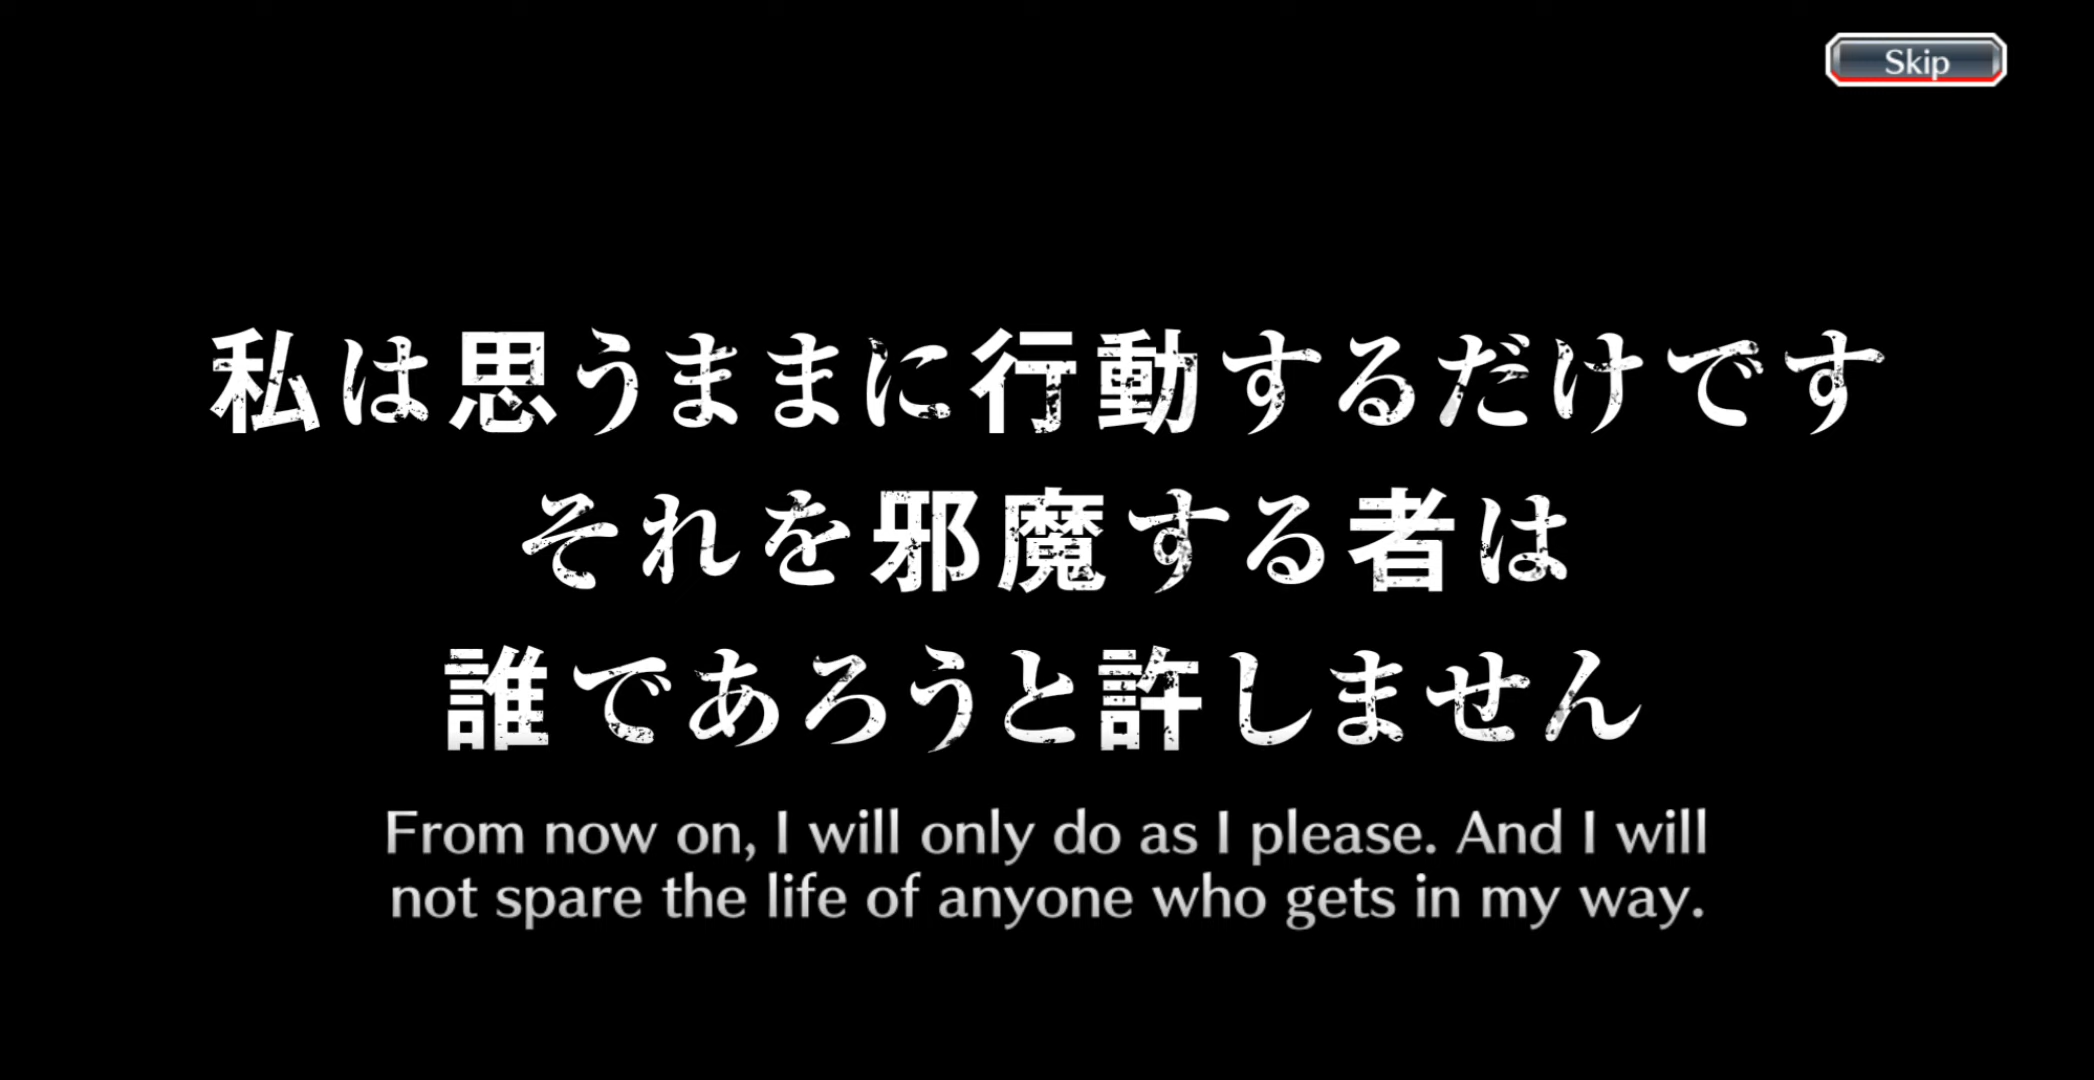 Skip
私は思うままに行動するだけです
それを邪魔する者は
誰であろうと許しません
From now on, I will only do as I please. And I will
not spare the life of anyone who gets in my way.